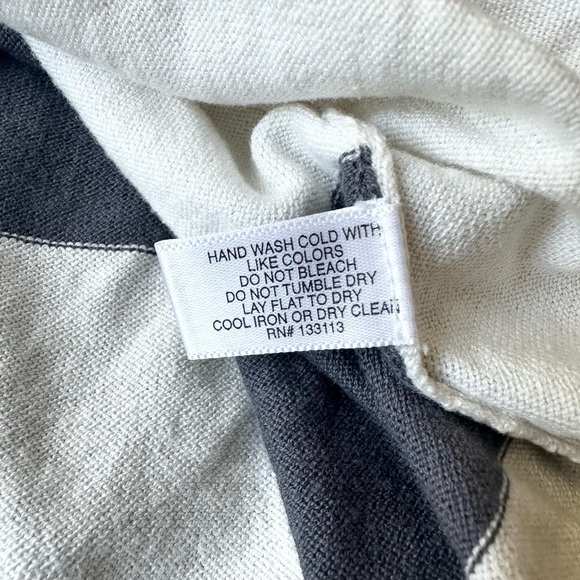 HAND WASH COLD WITH
LIKE COLORS
DO NOT BLEACH
DO NOT TUMBLE DRY
LAY FLAT TO DRY
COOL IRON OR DRY CLEAN
RN# 133113